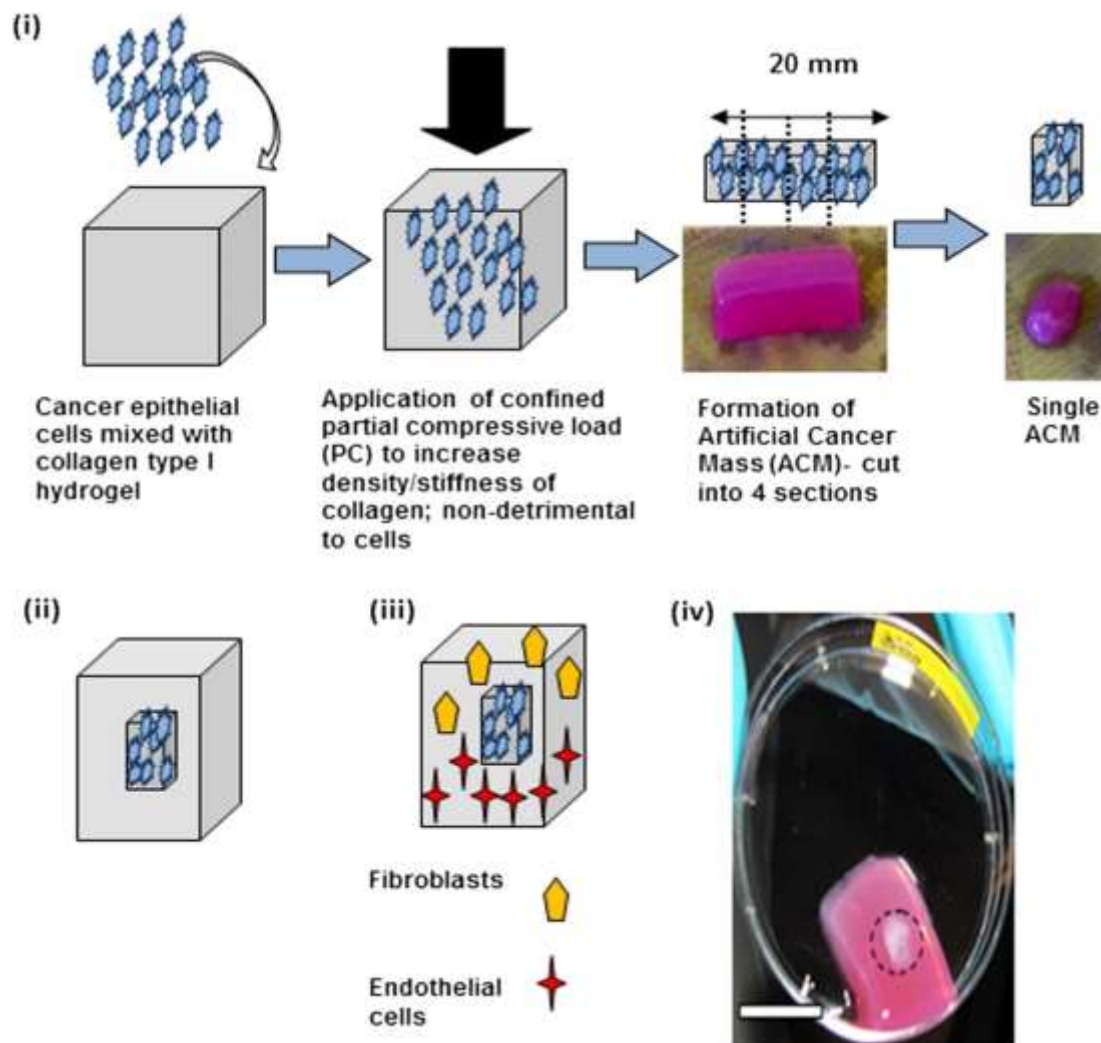 (i)
20 mm
Cancer epithelial
cells mixed with
collagen type I
hydrogel
Application of confined
partial compressive load
(PC) to increase
density/stiffness of
collagen; non-detrimental
to cells
Formation of
Artificial Cancer
Mass (ACM)- cut
into 4 sections
Single
ACM
(ii)
(iii)
Fibroblasts
Endothelial
cells
(iv)